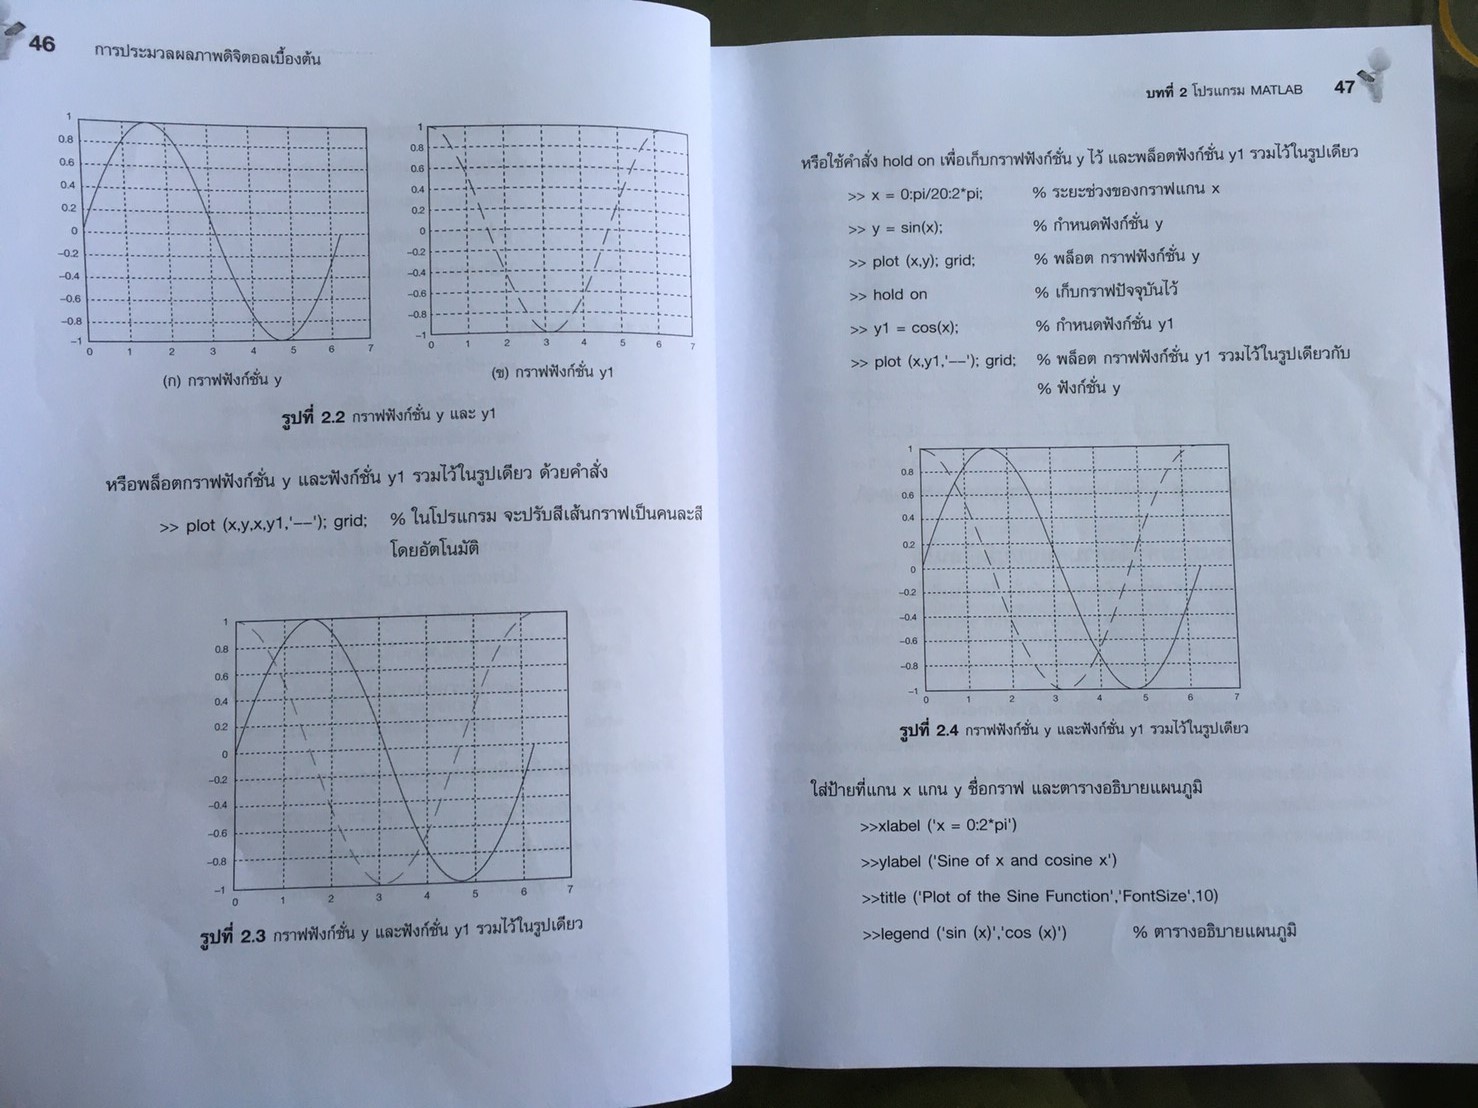 46 การประมวลผลภาพดิจิตอลเบื้องต้น
1
0.8
0.6
0.4
0.2
0
−0.2
−0.4
−0.6
−0.8
−1
0 1 2 3 4 5 6 7
(ก) กราฟฟังก์ชั่น y
1
0.8
0.6
0.4
0.2
0
−0.2
−0.4
−0.6
−0.8
−1
0 1 2 3 4 5 6 7
(ข) กราฟฟังก์ชั่น y1
รูปที่ 2.2 กราฟฟังก์ชั่น y และ y1
หรือพล็อตกราฟฟังก์ชั่น y และฟังก์ชั่น y1 รวมไว้ในรูปเดียว ด้วยคำสั่ง
>> plot (x,y,x,y1,'−−'); grid; % ในโปรแกรม จะปรับสีเส้นกราฟเป็นคนละสี
โดยอัตโนมัติ
1
0.8
0.6
0.4
0.2
0
−0.2
−0.4
−0.6
−0.8
−1
0 1 2 3 4 5 6 7
รูปที่ 2.3 กราฟฟังก์ชั่น y และฟังก์ชั่น y1 รวมไว้ในรูปเดียว
บทที่ 2 โปรแกรม MATLAB 47
หรือใช้คำสั่ง hold on เพื่อเก็บกราฟฟังก์ชั่น y ไว้ และพล็อตฟังก์ชั่น y1 รวมไว้ในรูปเดียว
>> x = 0:pi/20:2*pi; % ระยะช่วงของกราฟแกน x
>> y = sin(x); % กำหนดฟังก์ชั่น y
>> plot (x,y); grid; % พล็อต กราฟฟังก์ชั่น y
>> hold on % เก็บกราฟปัจจุบันไว้
>> y1 = cos(x); % กำหนดฟังก์ชั่น y1
>> plot (x,y1,'−−'); grid; % พล็อต กราฟฟังก์ชั่น y1 รวมไว้ในรูปเดียวกับ
% ฟังก์ชั่น y
1
0.8
0.6
0.4
0.2
0
−0.2
−0.4
−0.6
−0.8
−1
0 1 2 3 4 5 6 7
รูปที่ 2.4 กราฟฟังก์ชั่น y และฟังก์ชั่น y1 รวมไว้ในรูปเดียว
ใส่ป้ายที่แกน x แกน y ชื่อกราฟ และตารางอธิบายแผนภูมิ
>>xlabel ('x = 0:2*pi')
>>ylabel ('Sine of x and cosine x')
>>title ('Plot of the Sine Function','FontSize',10)
>>legend ('sin (x)','cos (x)') % ตารางอธิบายแผนภูมิ